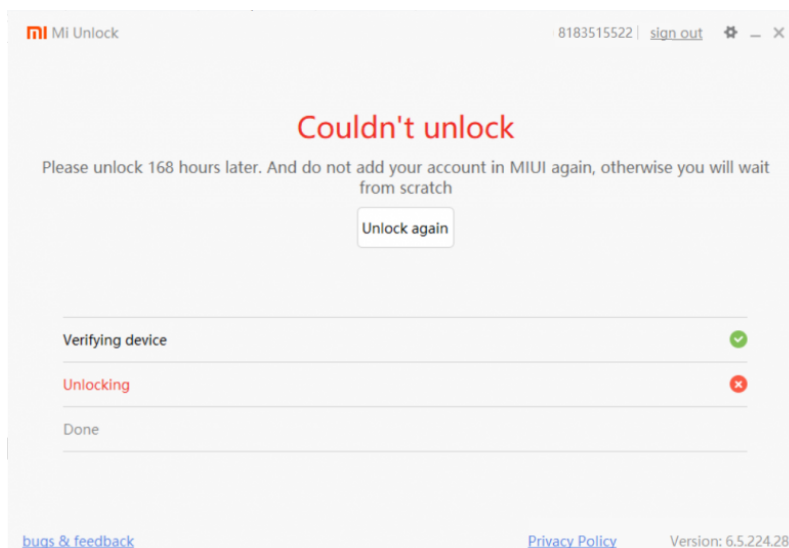 Mi Unlock 8183515522 | sign out
Couldn't unlock
Please unlock 168 hours later. And do not add your account in MIUI again, otherwise you will wait
from scratch
Unlock again
Verifying device
Unlocking
Done
bugs & feedback Privacy Policy Version: 6.5.224.28